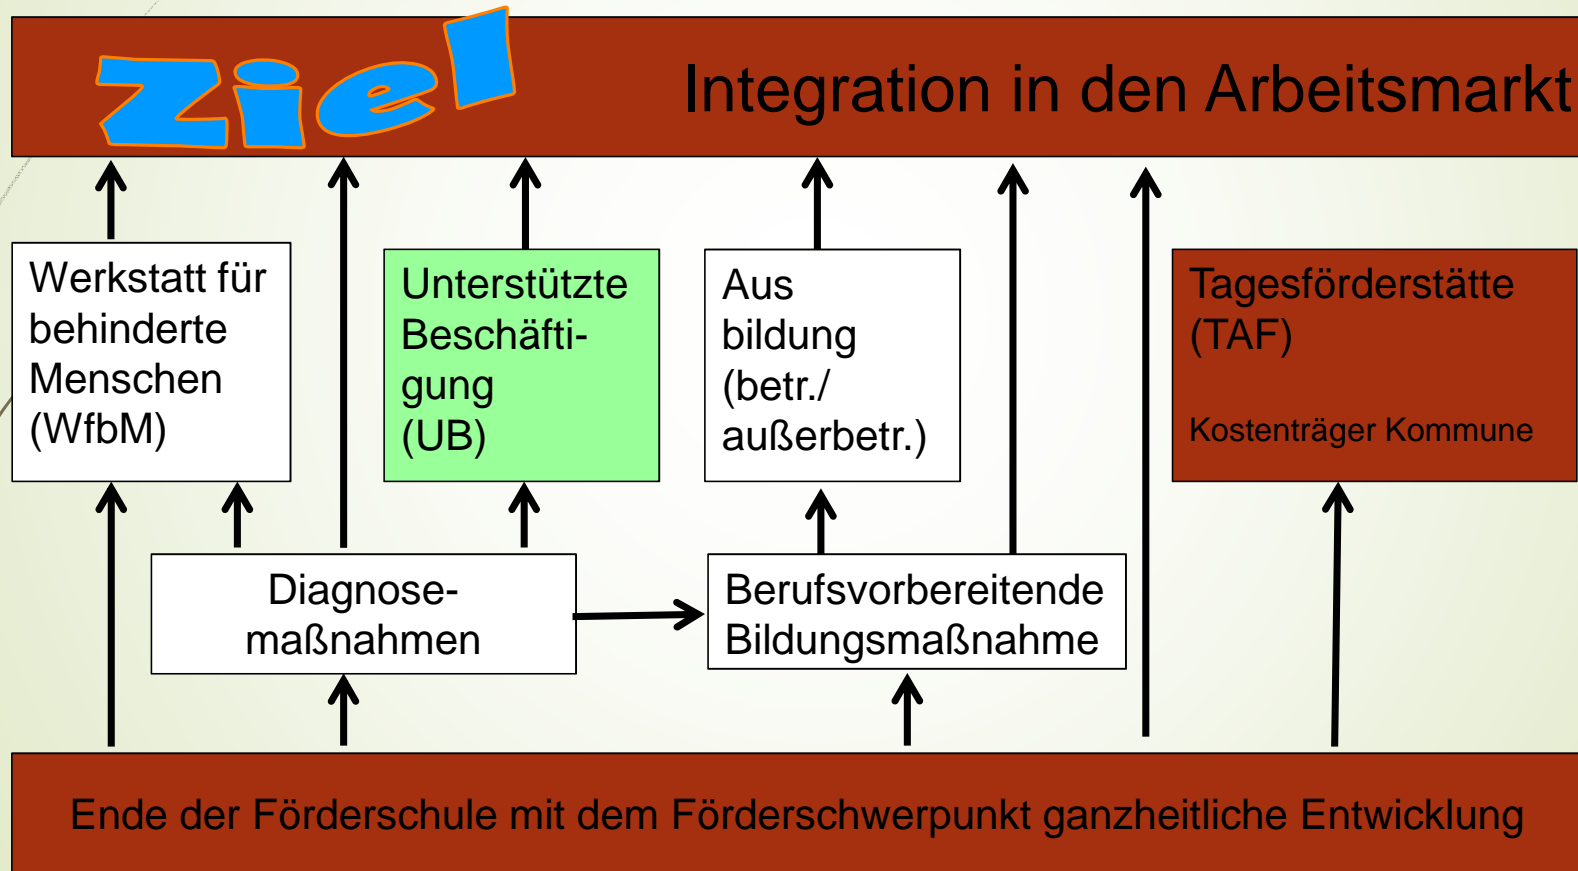 Ziel
Integration in den Arbeitsmarkt
Werkstatt für
behinderte
Menschen
(WfbM)
Unterstützte
Beschäfti-
gung
(UB)
Aus
bildung
(betr./
außerbetr.)
Tagesförderstätte
(TAF)
Kostenträger Kommune
Diagnose-
maßnahmen
Berufsvorbereitende
Bildungsmaßnahme
Ende der Förderschule mit dem Förderschwerpunkt ganzheitliche Entwicklung